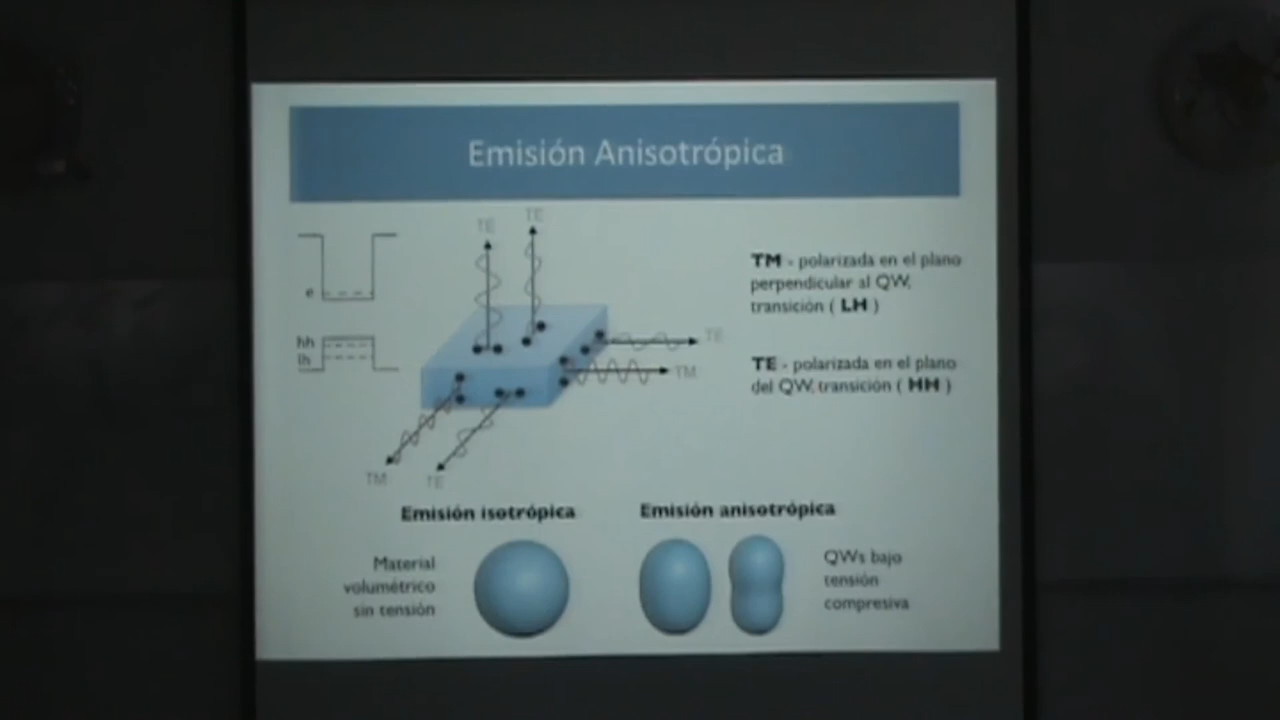 Emisión Anisotrópica
TE
TE
e
hh
lh
TE
TM
TM
TE
TM - polarizada en el plano
perpendicular al QW,
transición ( LH )
TE - polarizada en el plano
del QW, transición ( HH )
Emisión isotrópica
Material
volumétrico
sin tensión
Emisión anisotrópica
QWs bajo
tensión
compresiva